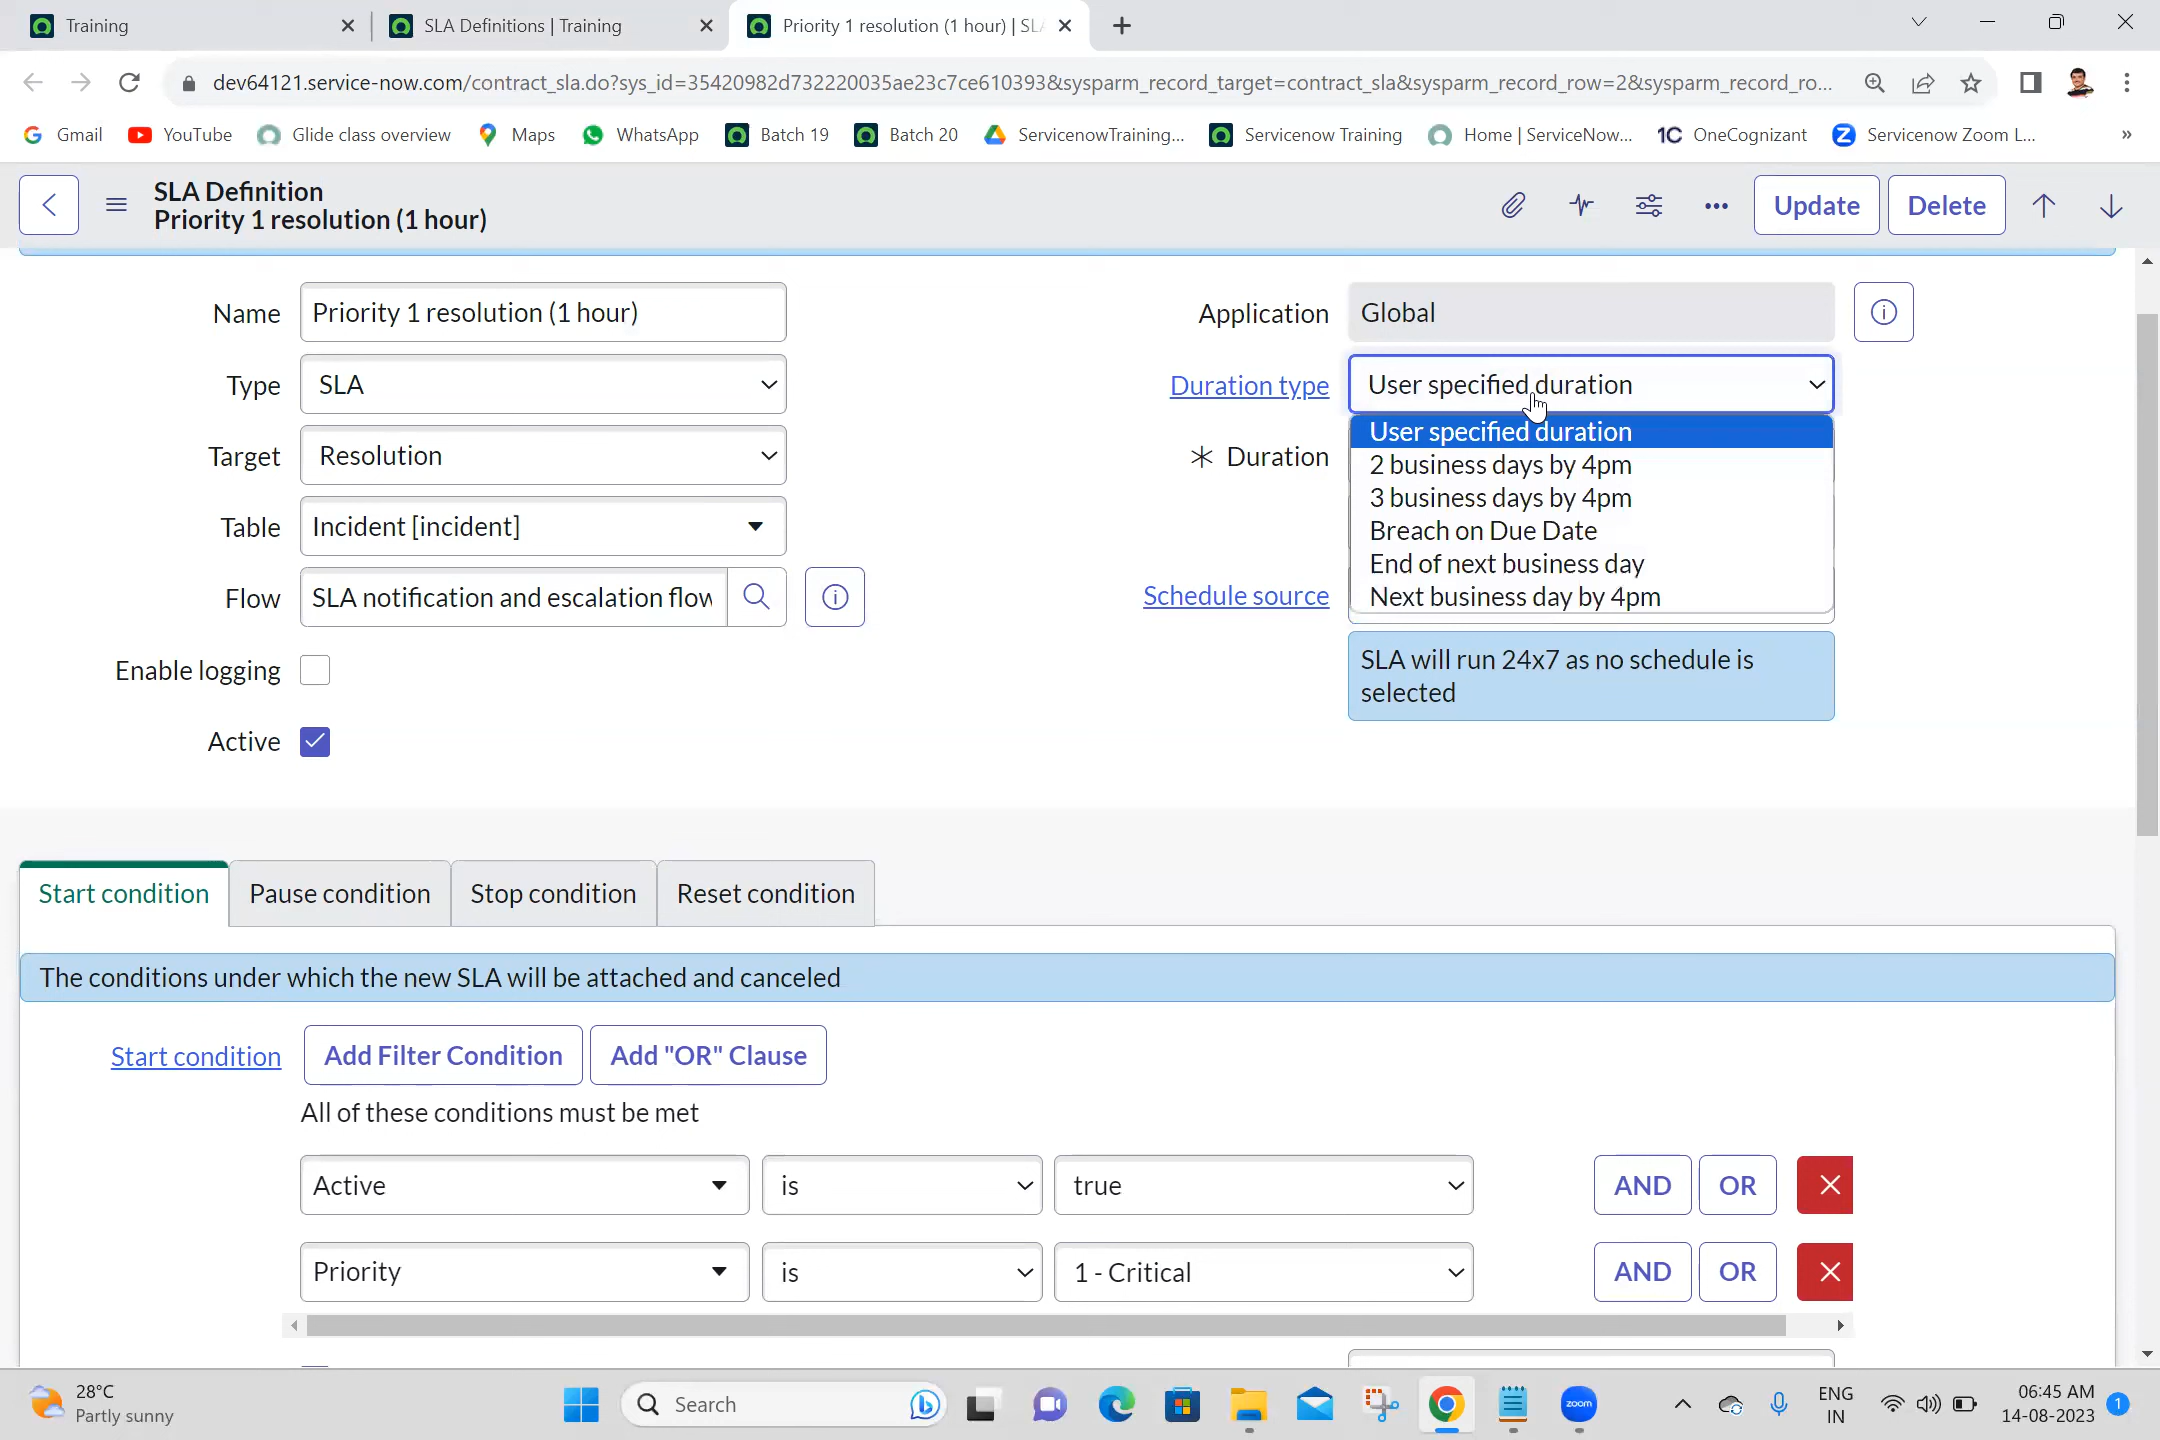 Training
SLA Definitions | Training
Priority 1 resolution (1 hour) | SLA
dev64121.service-now.com/contract_sla.do?sys_id=35420982d732220035ae23c7ce610393&sysparm_record_target=contract_sla&sysparm_record_row=2&sysparm_record_ro...
Gmail
YouTube
Glide class overview
Maps
WhatsApp
Batch 19
Batch 20
ServicenowTraining...
Servicenow Training
Home | ServiceNow...
1C OneCognizant
Servicenow Zoom L...
»
SLA Definition
Priority 1 resolution (1 hour)
Update
Delete
Name
Priority 1 resolution (1 hour)
Application
Global
Type
SLA
Duration type
User specified duration
User specified duration
2 business days by 4pm
3 business days by 4pm
Breach on Due Date
End of next business day
Next business day by 4pm
Target
Resolution
Duration
Table
Incident [incident]
Flow
SLA notification and escalation flow
Schedule source
SLA will run 24x7 as no schedule is
selected
Enable logging
Active
Start condition
Pause condition
Stop condition
Reset condition
The conditions under which the new SLA will be attached and canceled
Start condition
Add Filter Condition
Add "OR" Clause
All of these conditions must be met
Active
is
true
AND
OR
Priority
is
1 - Critical
AND
OR
28°C
Partly sunny
Search
zoom
ENG
IN
06:45 AM
14-08-2023
1